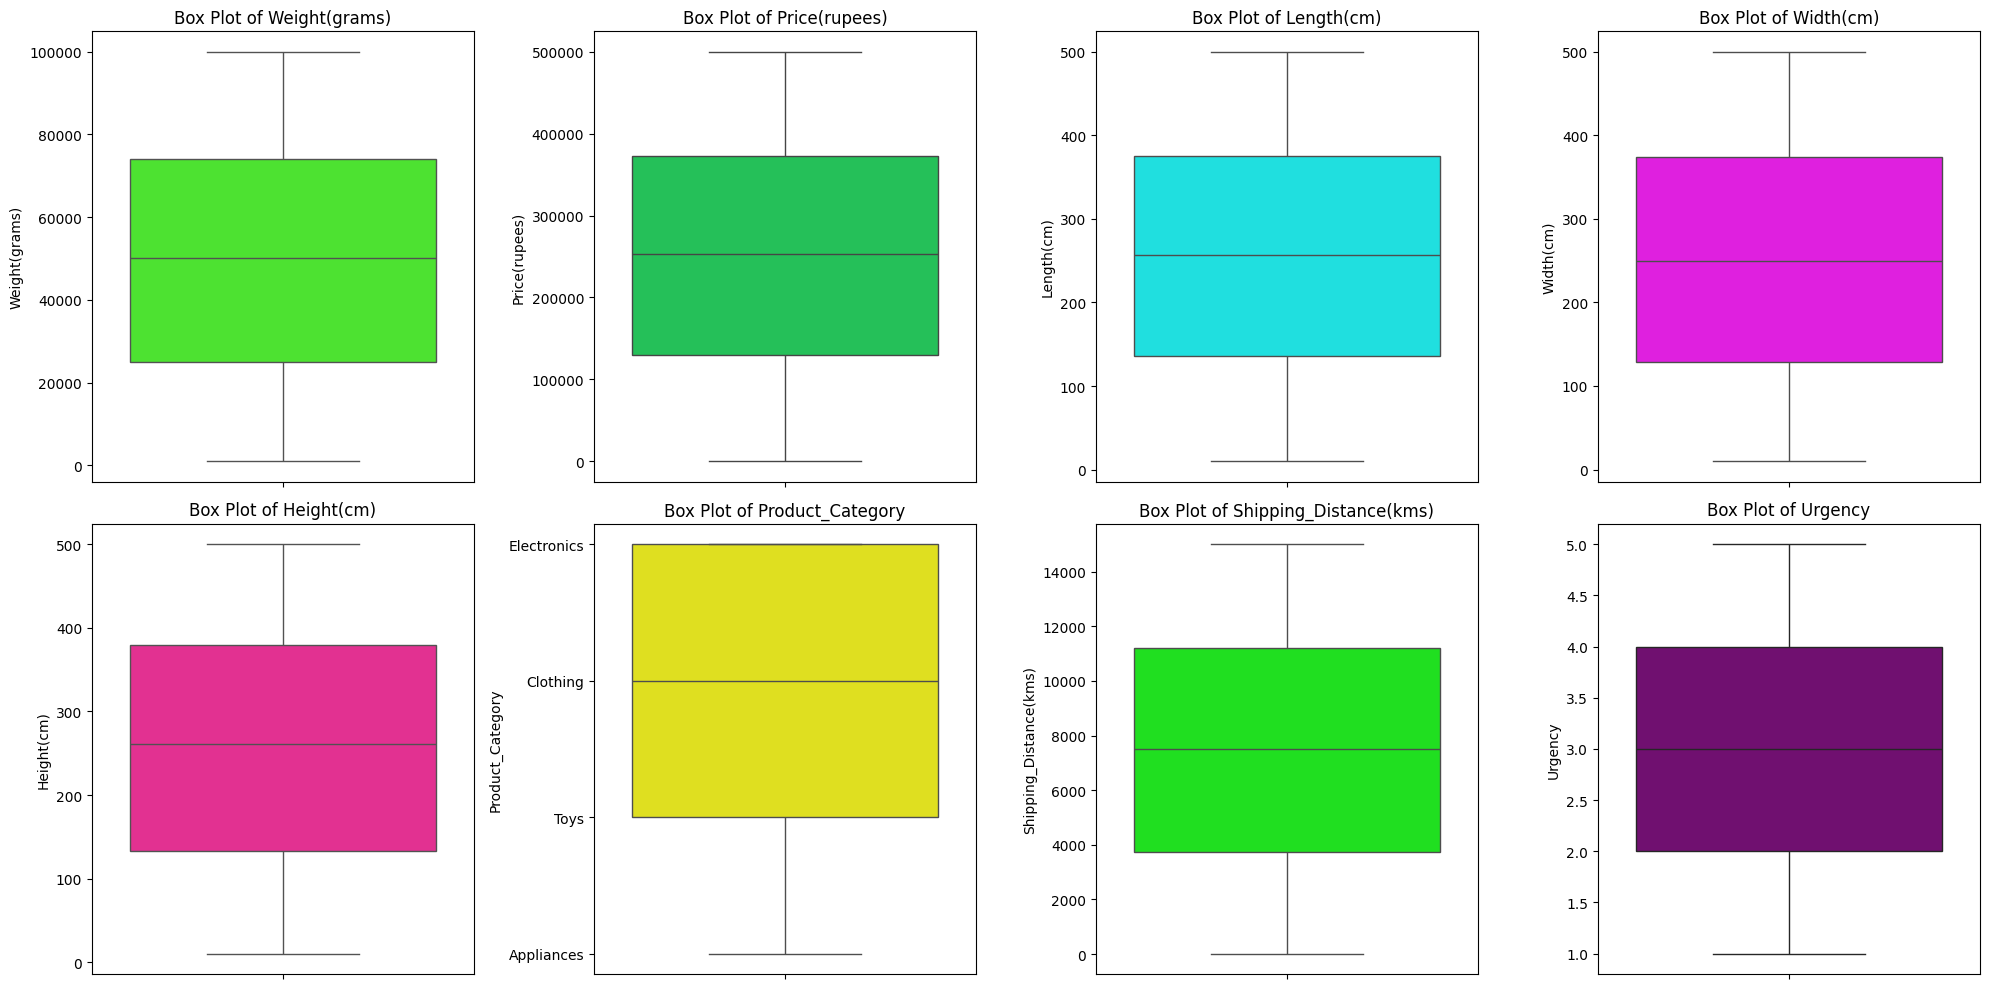 Box Plot of Weight(grams)
100000
80000
60000
40000
20000
0
Weight(grams)
Box Plot of Price(rupees)
500000
400000
300000
200000
100000
0
Price(rupees)
Box Plot of Length(cm)
500
400
300
200
100
0
Length(cm)
Box Plot of Width(cm)
500
400
300
200
100
0
Width(cm)
Box Plot of Height(cm)
500
400
300
200
100
0
Height(cm)
Box Plot of Product_Category
Electronics
Clothing
Toys
Appliances
Product_Category
Box Plot of Shipping_Distance(kms)
14000
12000
10000
8000
6000
4000
2000
0
Shipping_Distance(kms)
Box Plot of Urgency
5.0
4.5
4.0
3.5
3.0
2.5
2.0
1.5
1.0
Urgency